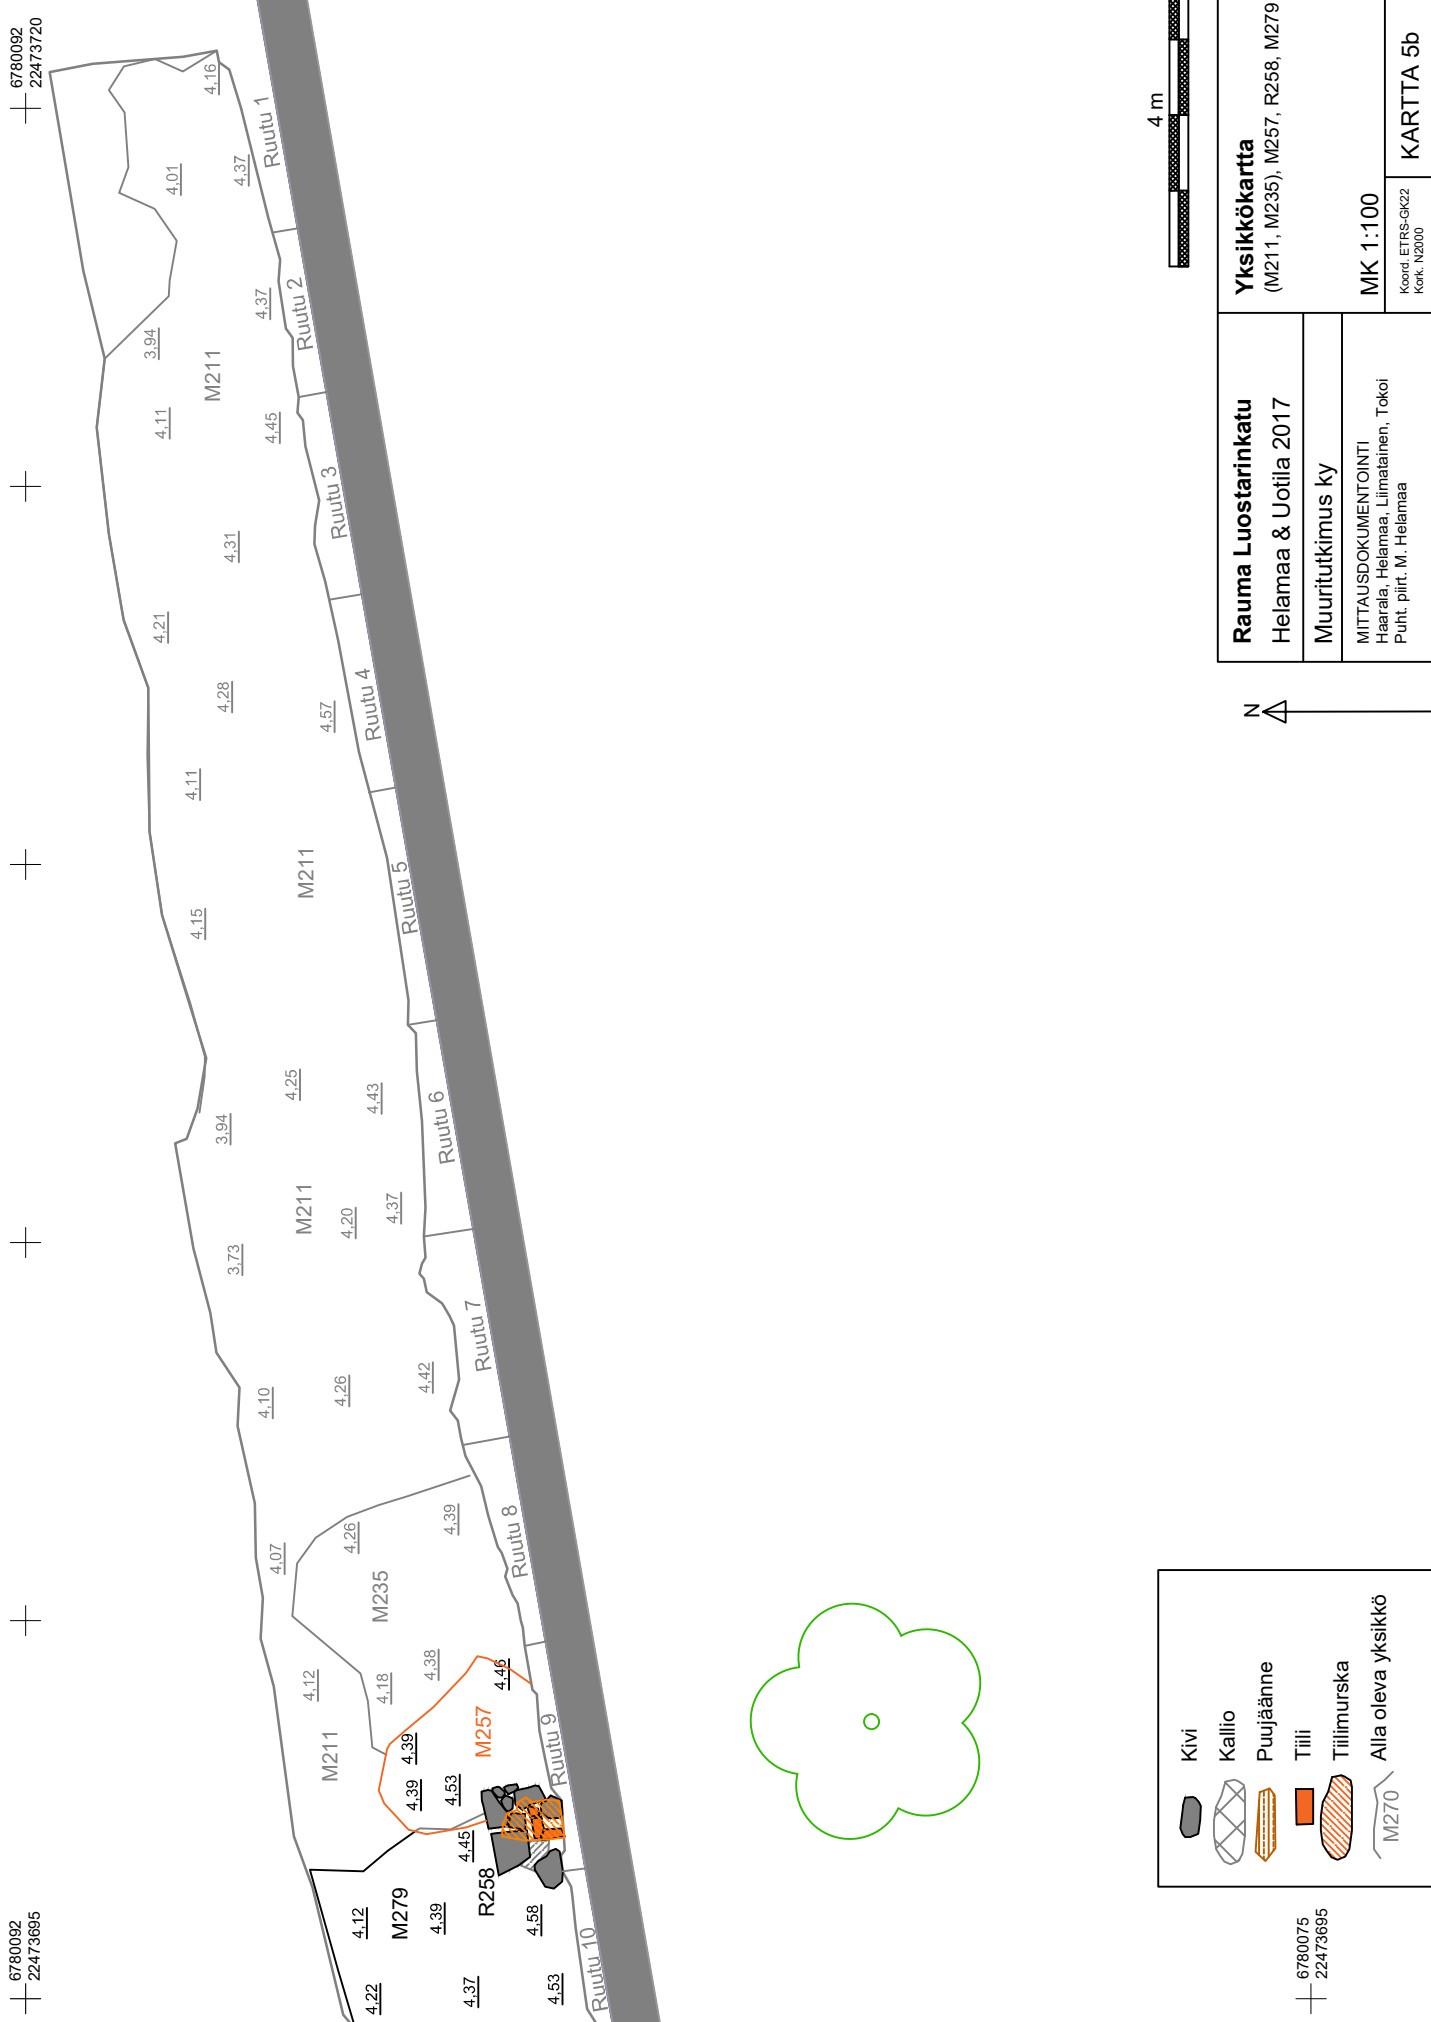 6780092
22473695
6780092
22473720
4,16
4,01
4,37
Ruutu 1
3,94
4,37
Ruutu 2
M211
4,11
4,45
Ruutu 3
4,31
4,21
4,28
4,57
Ruutu 4
4,11
M211
4,15
Ruutu 5
4,25
4,43
3,94
Ruutu 6
M211
4,20
4,37
3,73
Ruutu 7
4,10
4,26
4,42
4,07
4,26
4,39
Ruutu 8
M235
4,12
4,18
4,38
4,46
M211
4,39
M257
Ruutu 9
4,39
4,53
4,45
R258
4,12
M279
4,39
4,58
4,22
4,37
4,53
Ruutu 10
6780075
22473695
Kivi
Kallio
Puujäänne
Tiili
Tiilimurska
Alla oleva yksikkö
M270
N
4 m
Rauma Luostarinkatu
Helamaa & Uotila 2017
Muuritutkimus ky
MITTAUSDOKUMENTOINTI
Haarala, Helamaa, Liimatainen, Tokoi
Puht. piirt. M. Helamaa
Yksikkökartta
(M211, M235), M257, R258, M279
MK 1:100
Koord. ETRS-GK22
Kork. N2000
KARTTA 5b